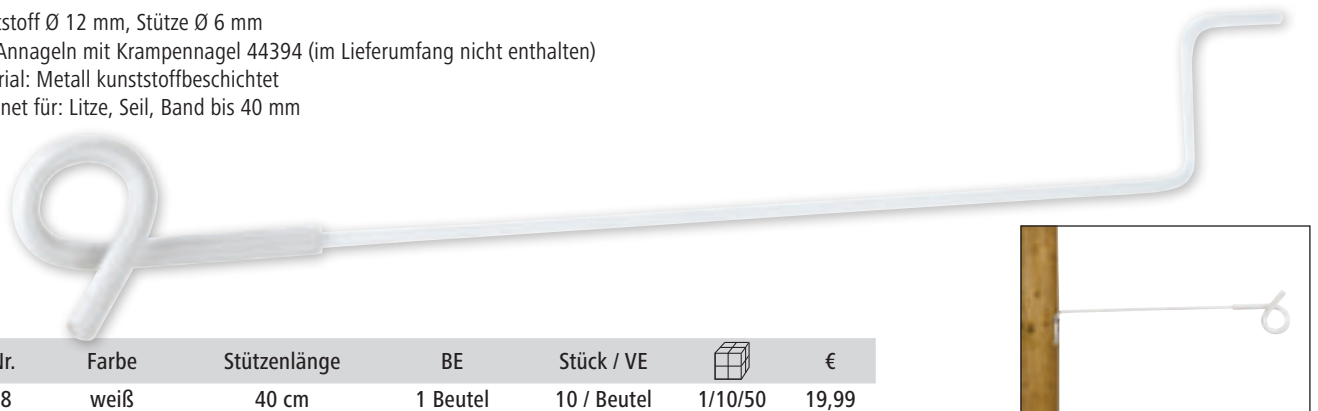 stoff Ø 12 mm, Stütze Ø 6 mm
Annageln mit Krampennagel 44394 (im Lieferumfang nicht enthalten)
rial: Metall kunststoffbeschichtet
net für: Litze, Seil, Band bis 40 mm
Nr. Farbe Stützenlänge BE Stück / VE €
8 weiß 40 cm 1 Beutel 10 / Beutel 1/10/50 19,99